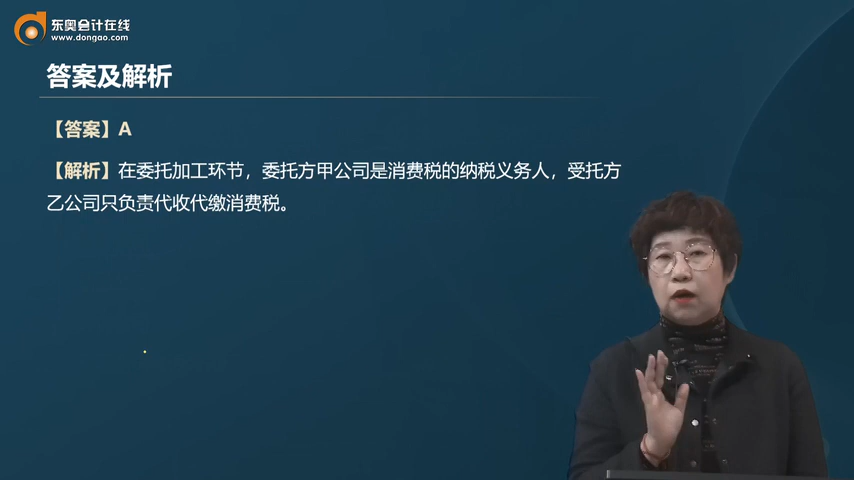 东奥会计在线
www.dongao.com
答案及解析
【答案】A
【解析】在委托加工环节，委托方甲公司是消费税的纳税义务人，受托方
乙公司只负责代收代缴消费税。